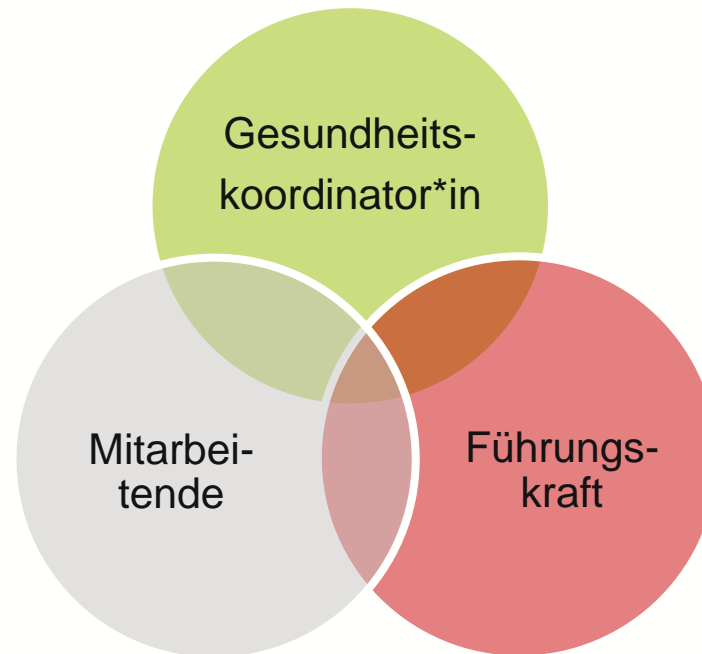 Gesundheits-
koordinator*in
Mitarbei-
tende
Führungs-
kraft